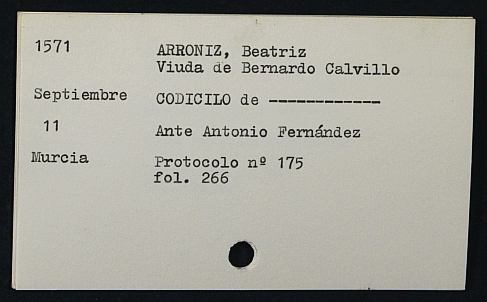 1571 ARRONIZ, Beatriz
Viuda de Bernardo Calvillo
Septiembre CODICILO de ------------
11 Ante Antonio Fernández
Murcia Protocolo nº 175
fol. 266